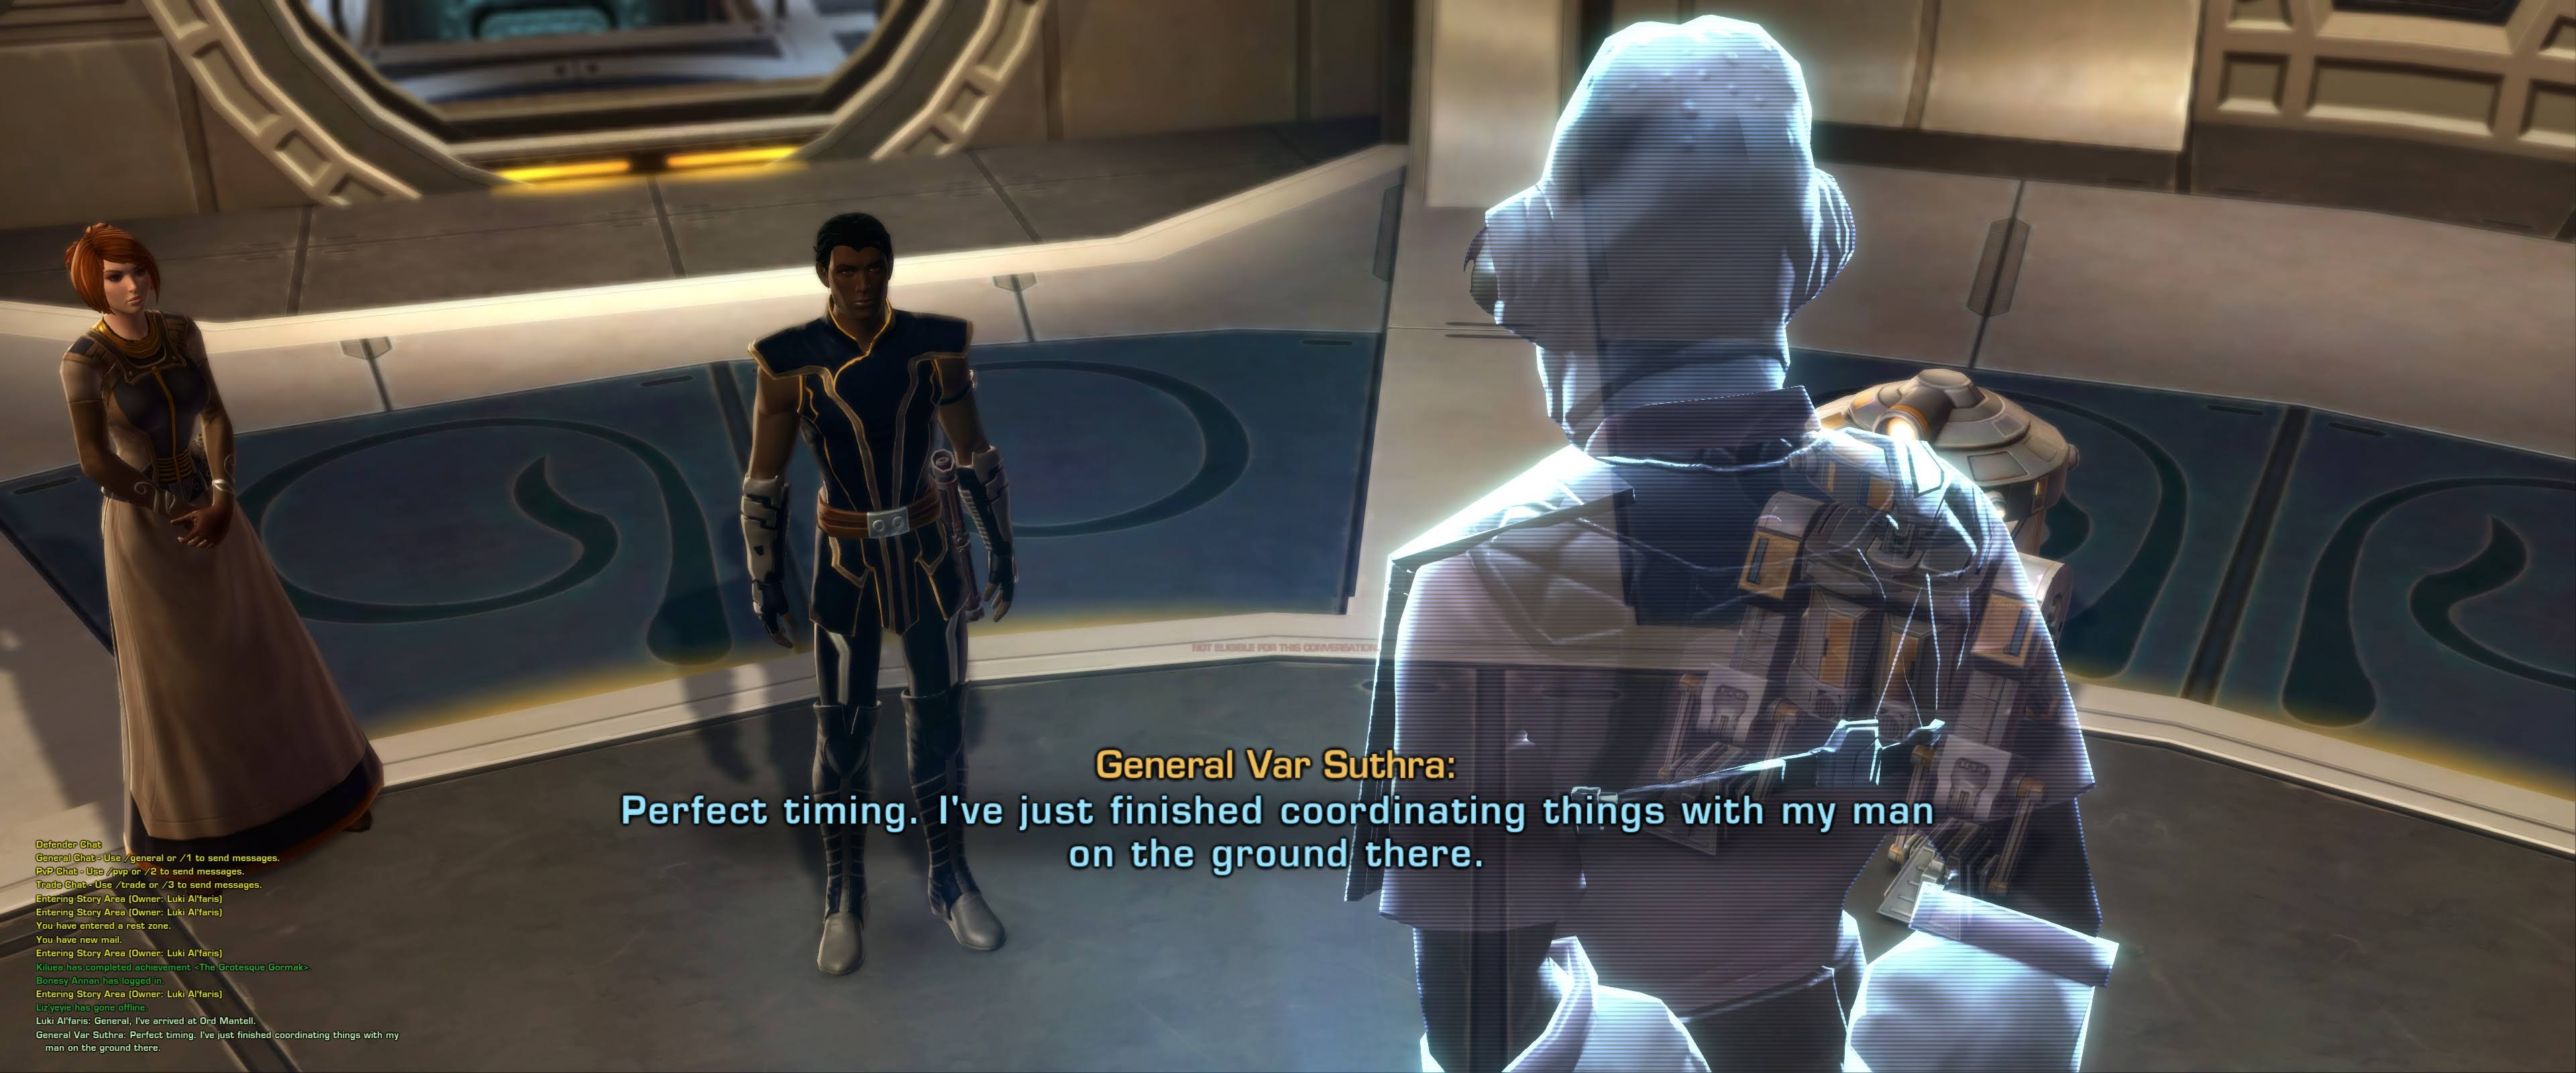 NOT ELIGIBLE FOR THIS CONVERSATION.
General Var Suthra:
Perfect timing. I've just finished coordinating things with my man
on the ground there.
Defender Chat
General Chat - Use /general or /1 to send messages.
PvP Chat - Use /pvp or /2 to send messages.
Trade Chat - Use /trade or /3 to send messages.
Entering Story Area (Owner: Luki Al'faris)
Entering Story Area (Owner: Luki Al'faris)
You have entered a rest zone.
You have new mail.
Entering Story Area (Owner: Luki Al'faris)
Kiluea has completed achievement <The Grotesque Gormak>.
Bonesy Annan has logged in.
Entering Story Area (Owner: Luki Al'faris)
Liz'yeyie has gone offline.
Luki Al'faris: General, I've arrived at Ord Mantell.
General Var Suthra: Perfect timing. I've just finished coordinating things with my
man on the ground there.